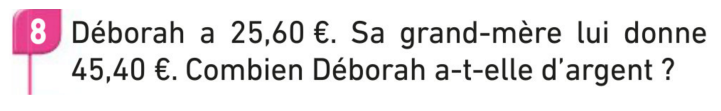 8 Déborah a 25,60 €. Sa grand-mère lui donne
45,40 €. Combien Déborah a-t-elle d'argent ?